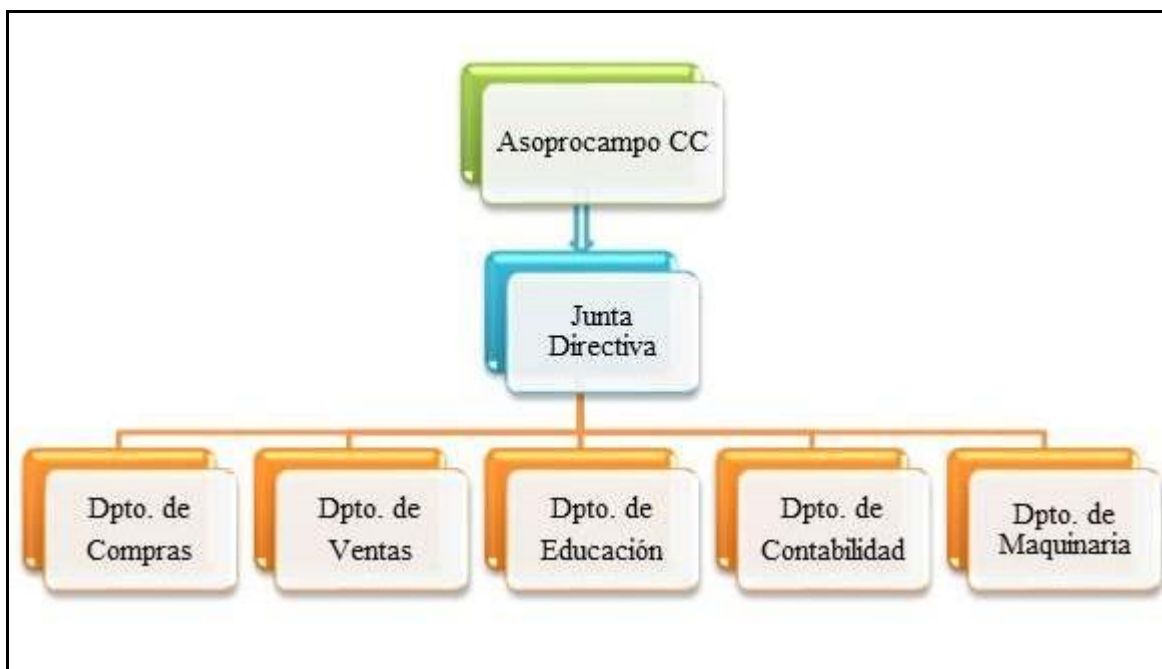 Asoprocampo CC
Junta
Directiva
Dpto. de
Compras
Dpto. de
Ventas
Dpto. de
Educación
Dpto. de
Contabilidad
Dpto. de
Maquinaria